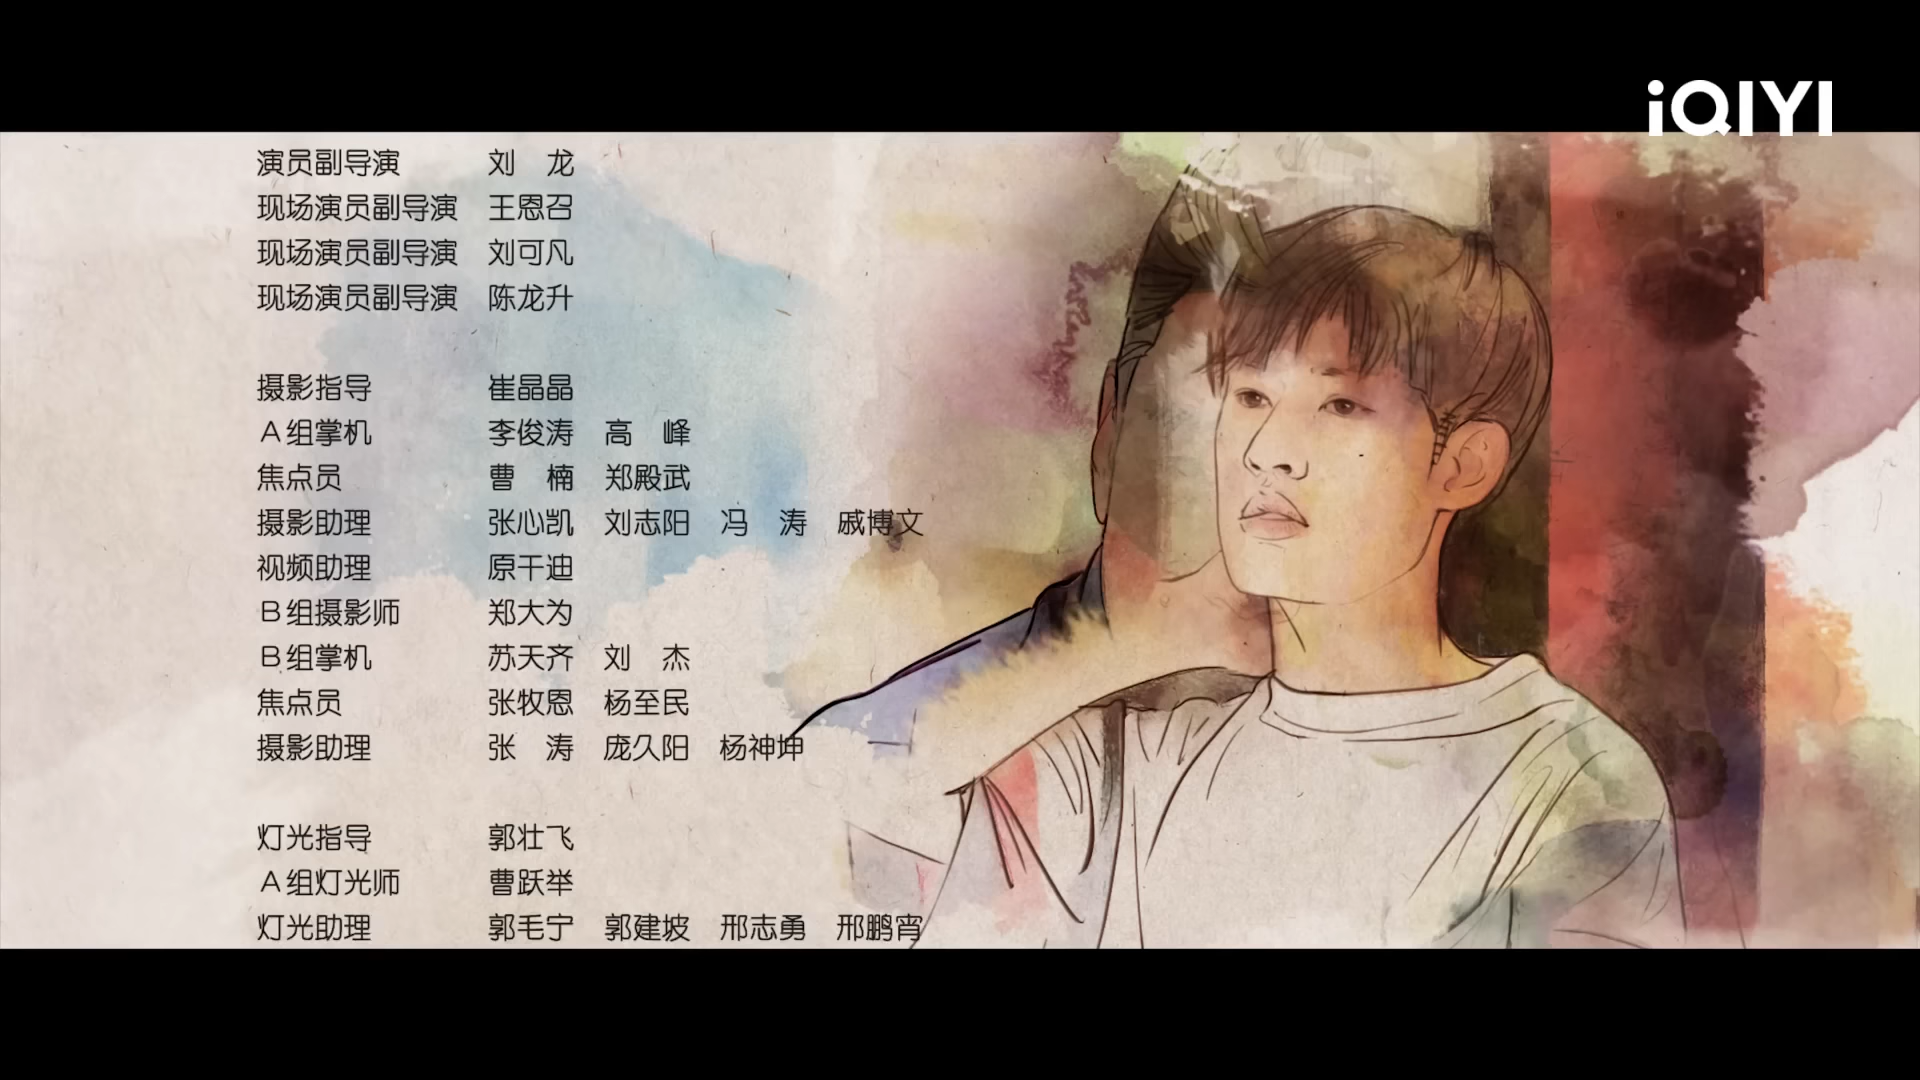 iQIYI
演员副导演 刘 龙
现场演员副导演 王恩召
现场演员副导演 刘可凡
现场演员副导演 陈龙升
摄影指导 崔晶晶
A组掌机 李俊涛 高 峰
焦点员 曹 楠 郑殿武
摄影助理 张心凯 刘志阳 冯 涛 戚博文
视频助理 原干迪
B组摄影师 郑大为
B组掌机 苏天齐 刘 杰
焦点员 张牧恩 杨至民
摄影助理 张 涛 庞久阳 杨神坤
灯光指导 郭壮飞
A组灯光师 曹跃举
灯光助理 郭毛宁 郭建坡 邢志勇 邢鹏宵